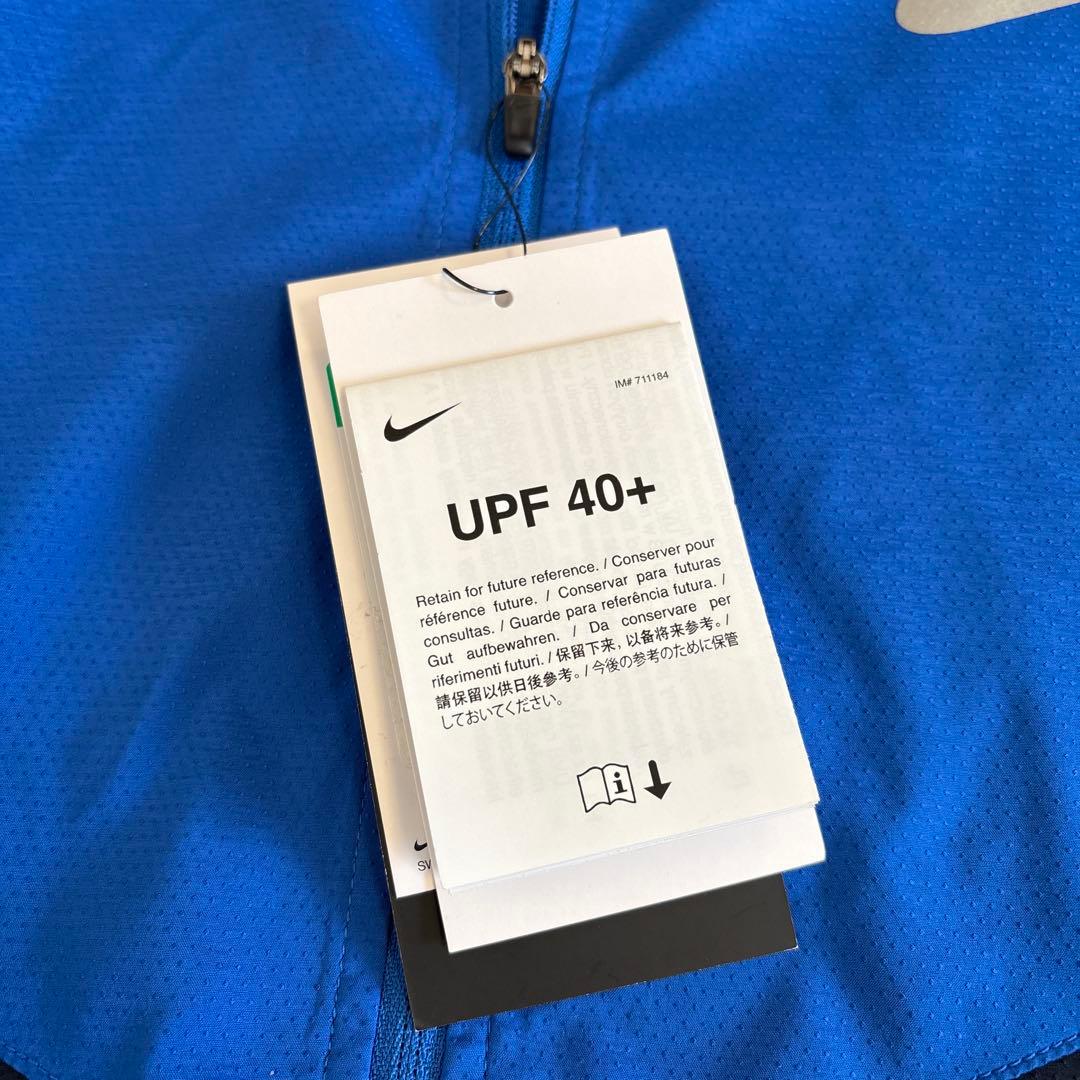 IM# 711184
UPF 40+
Retain for future reference. / Conserver pour
référence future. / Conservar para futuras
consultas. / Guarde para referência futura. /
Gut aufbewahren. / Da conservare per
riferimenti futuri. / 保留下来，以备将来参考。/
請保留以供日後參考。/ 今後の参考のために保管
しておいてください。
i